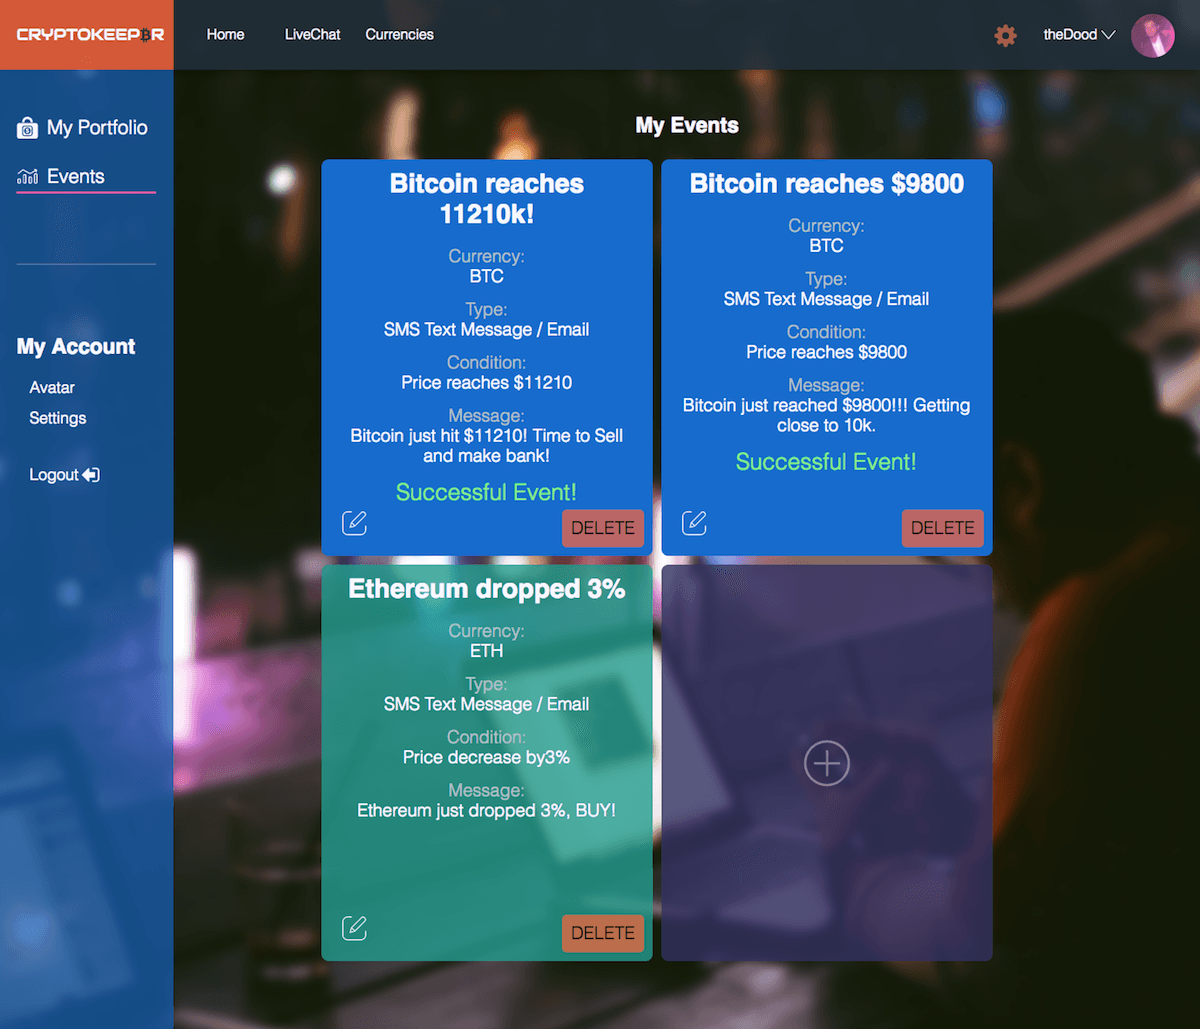 CRYPTOKEEPBR
Home
LiveChat
Currencies
theDood
My Portfolio
Events
My Account
Avatar
Settings
Logout
My Events
Bitcoin reaches
11210k!
Currency:
BTC
Type:
SMS Text Message / Email
Condition:
Price reaches $11210
Message:
Bitcoin just hit $11210! Time to Sell
and make bank!
Successful Event!
DELETE
Bitcoin reaches $9800
Currency:
BTC
Type:
SMS Text Message / Email
Condition:
Price reaches $9800
Message:
Bitcoin just reached $9800!!! Getting
close to 10k.
Successful Event!
DELETE
Ethereum dropped 3%
Currency:
ETH
Type:
SMS Text Message / Email
Condition:
Price decrease by3%
Message:
Ethereum just dropped 3%, BUY!
DELETE